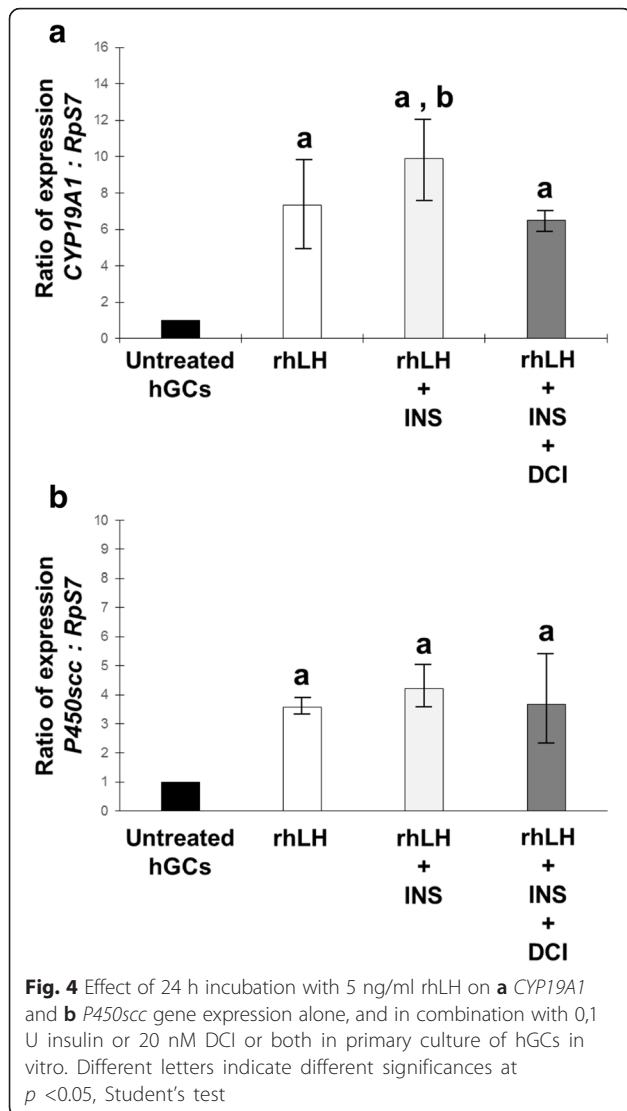 a
16
14
12
10
8
6
4
2
0
Ratio of expression
CYP19A1 : RpS7
a
a , b
a
Untreated
hGCs
rhLH
rhLH
+
INS
rhLH
+
INS
+
DCI
b
10
9
8
7
6
5
4
3
2
1
0
Ratio of expression
P450scc : RpS7
a
a
a
Untreated
hGCs
rhLH
rhLH
+
INS
rhLH
+
INS
+
DCI
Fig. 4 Effect of 24 h incubation with 5 ng/ml rhLH on a CYP19A1
and b P450scc gene expression alone, and in combination with 0,1
U insulin or 20 nM DCI or both in primary culture of hGCs in
vitro. Different letters indicate different significances at
p <0.05, Student's test